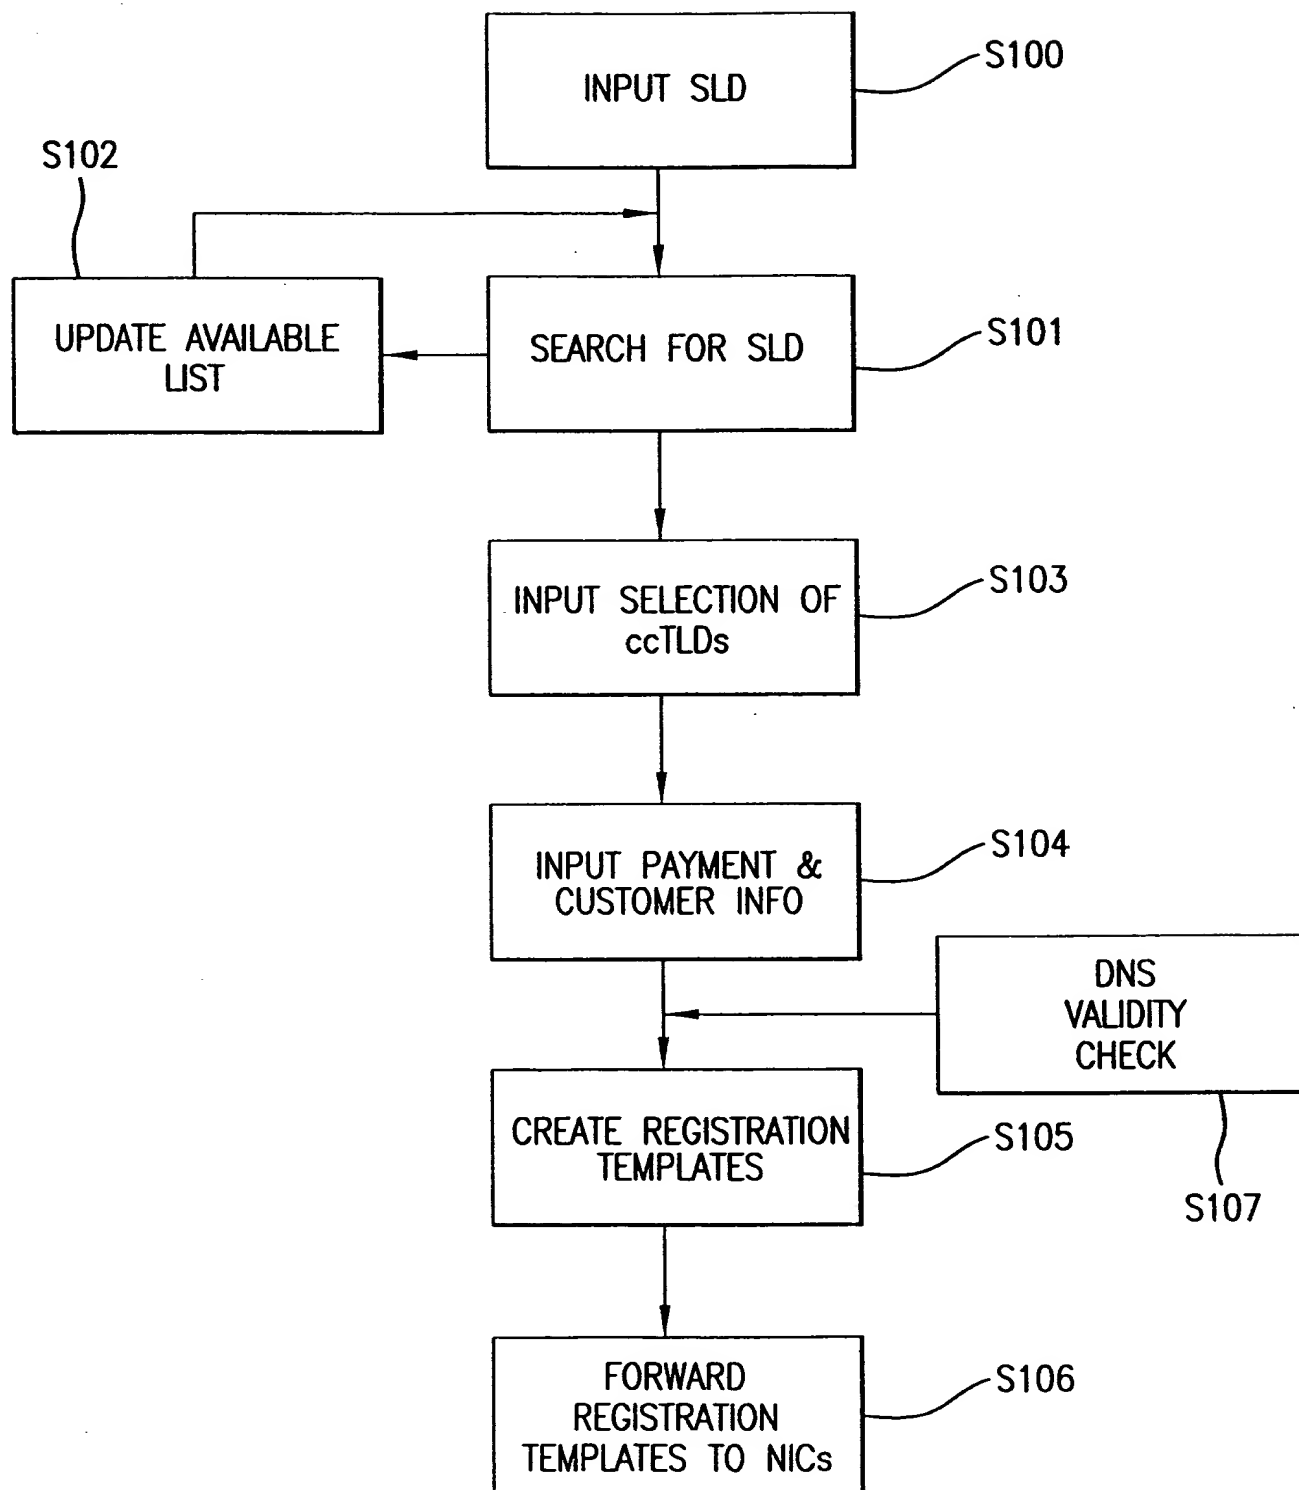 INPUT SLD
S100
S102
UPDATE AVAILABLE
LIST
SEARCH FOR SLD
S101
INPUT SELECTION OF
ccTLDs
S103
INPUT PAYMENT &
CUSTOMER INFO
S104
DNS
VALIDITY
CHECK
S107
CREATE REGISTRATION
TEMPLATES
S105
FORWARD
REGISTRATION
TEMPLATES TO NICs
S106